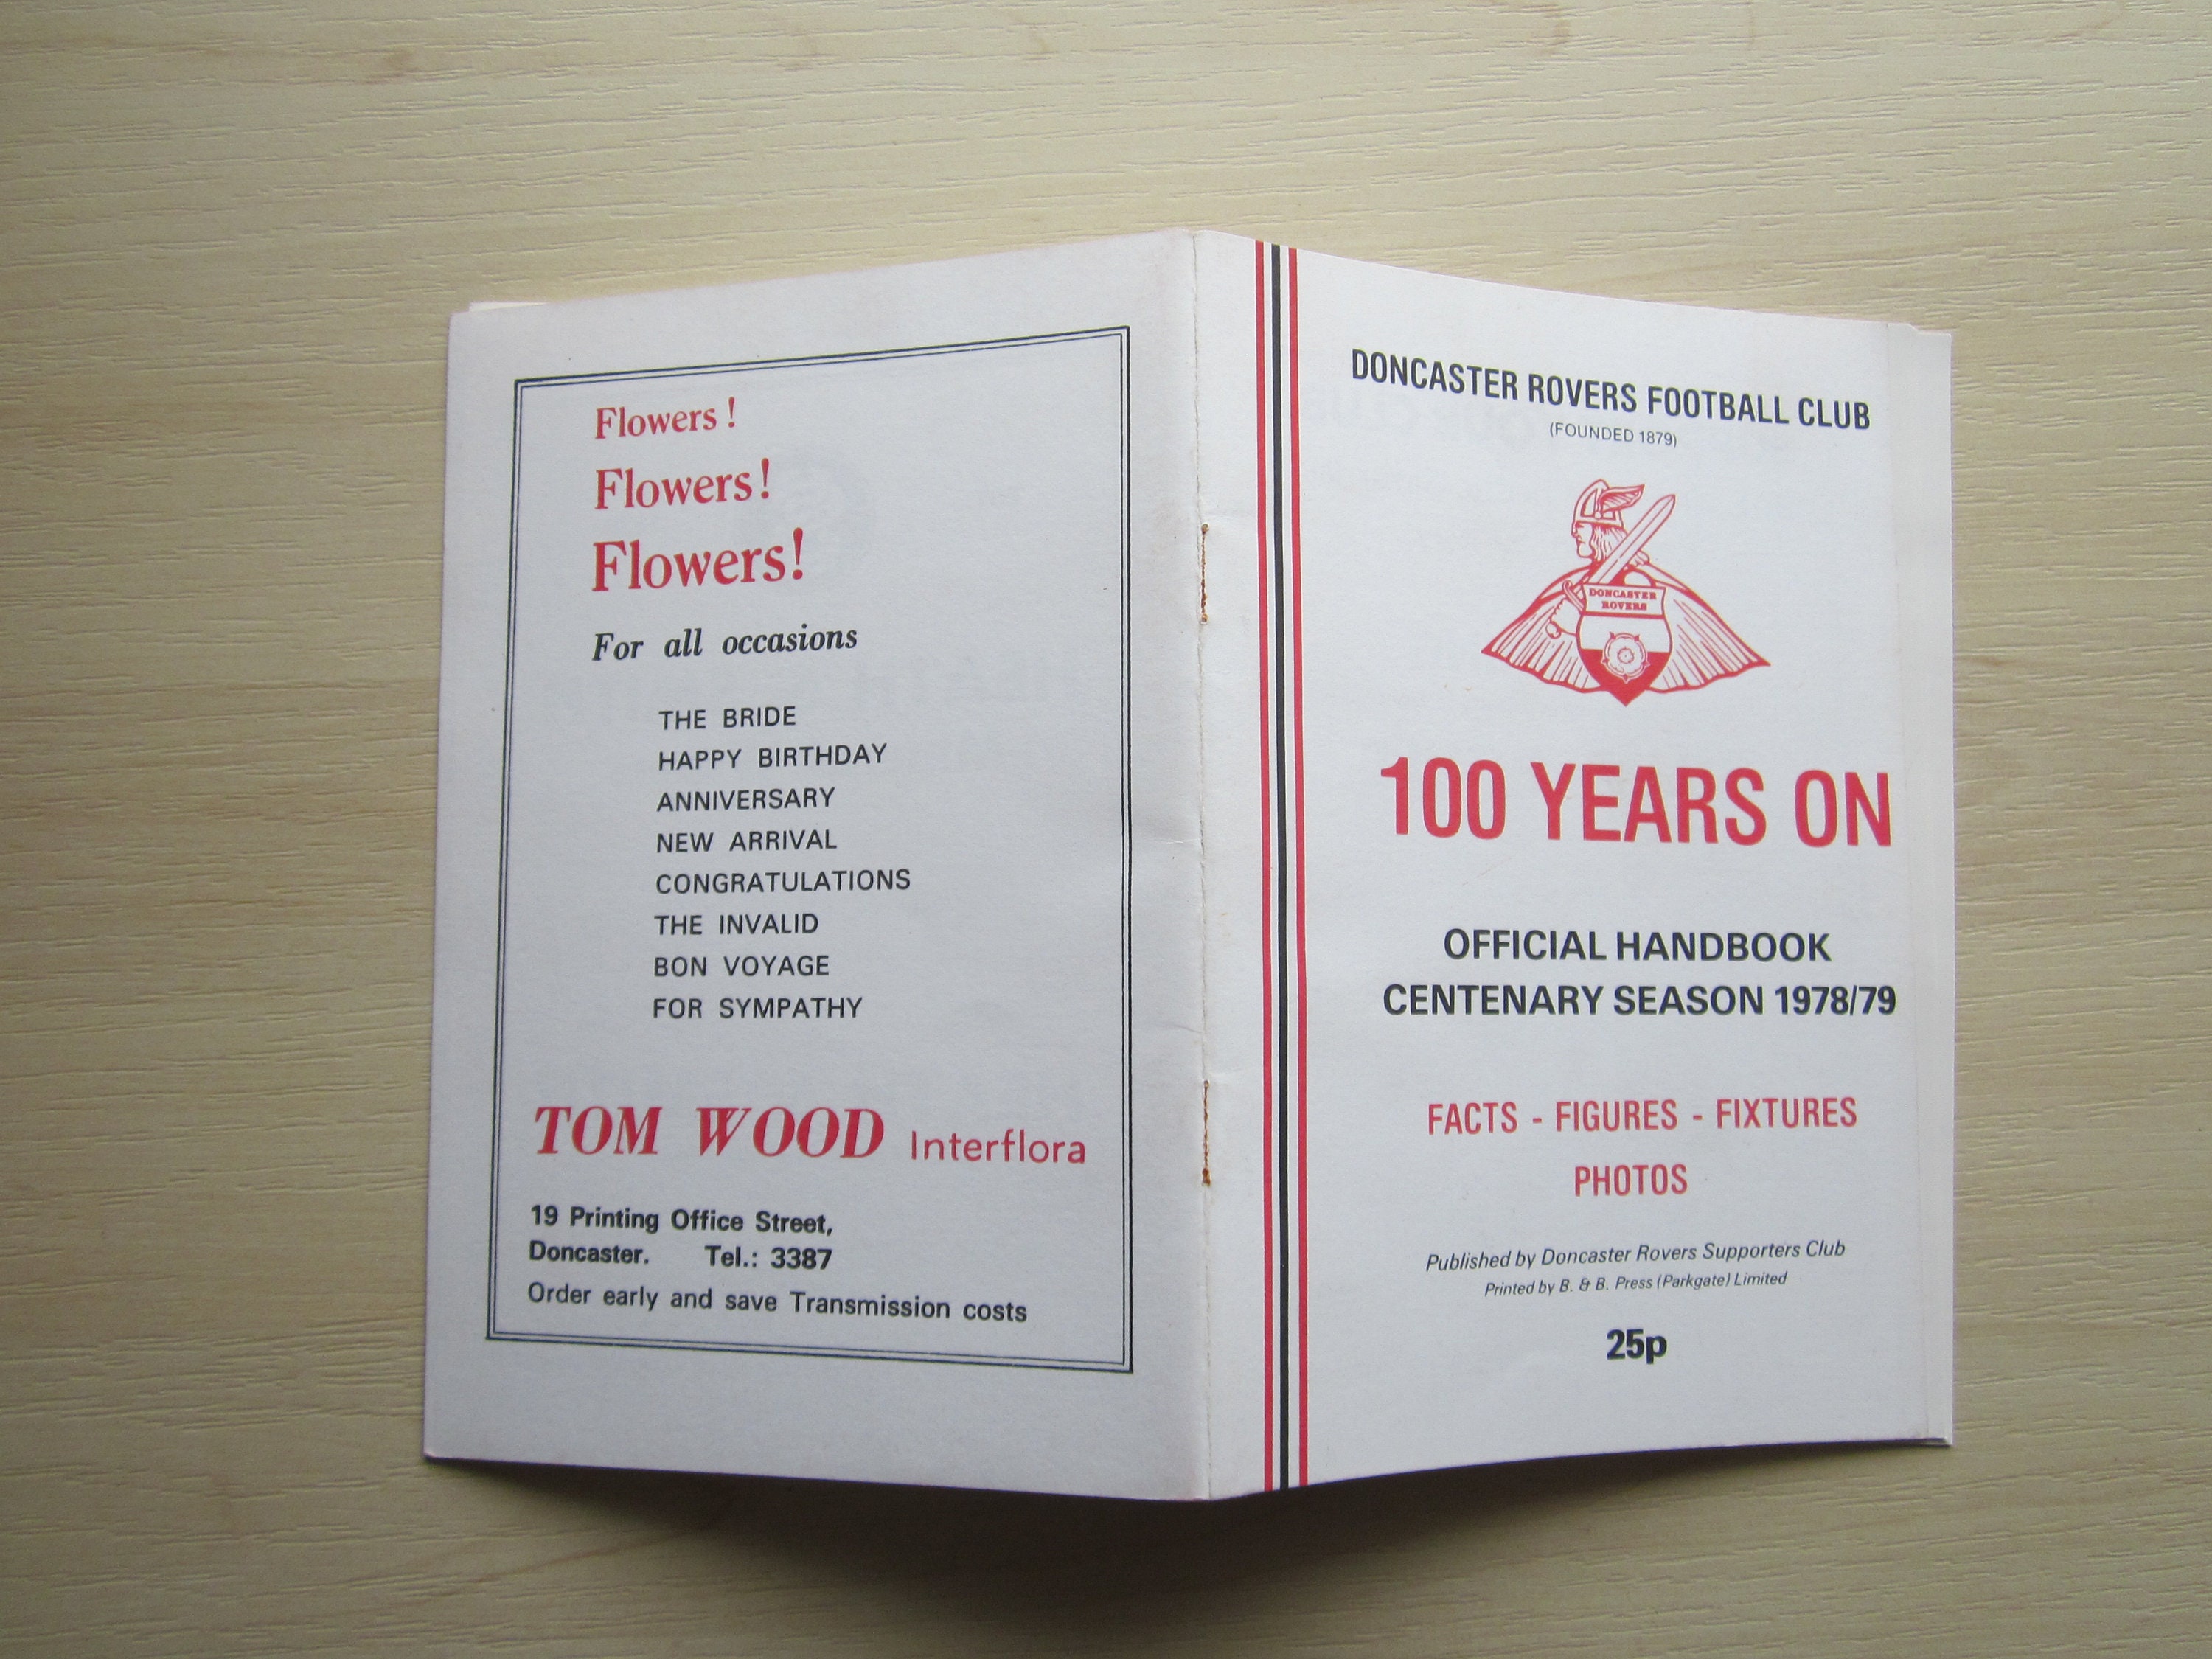 Flowers !
Flowers!
Flowers!
For all occasions
THE BRIDE
HAPPY BIRTHDAY
ANNIVERSARY
NEW ARRIVAL
CONGRATULATIONS
THE INVALID
BON VOYAGE
FOR SYMPATHY
TOM WOOD Interflora
19 Printing Office Street,
Doncaster. Tel.: 3387
Order early and save Transmission costs
DONCASTER ROVERS FOOTBALL CLUB
(FOUNDED 1879)
DONCASTER
ROVERS
100 YEARS ON
OFFICIAL HANDBOOK
CENTENARY SEASON 1978/79
FACTS - FIGURES - FIXTURES
PHOTOS
Published by Doncaster Rovers Supporters Club
Printed by B. & B. Press (Parkgate) Limited
25p